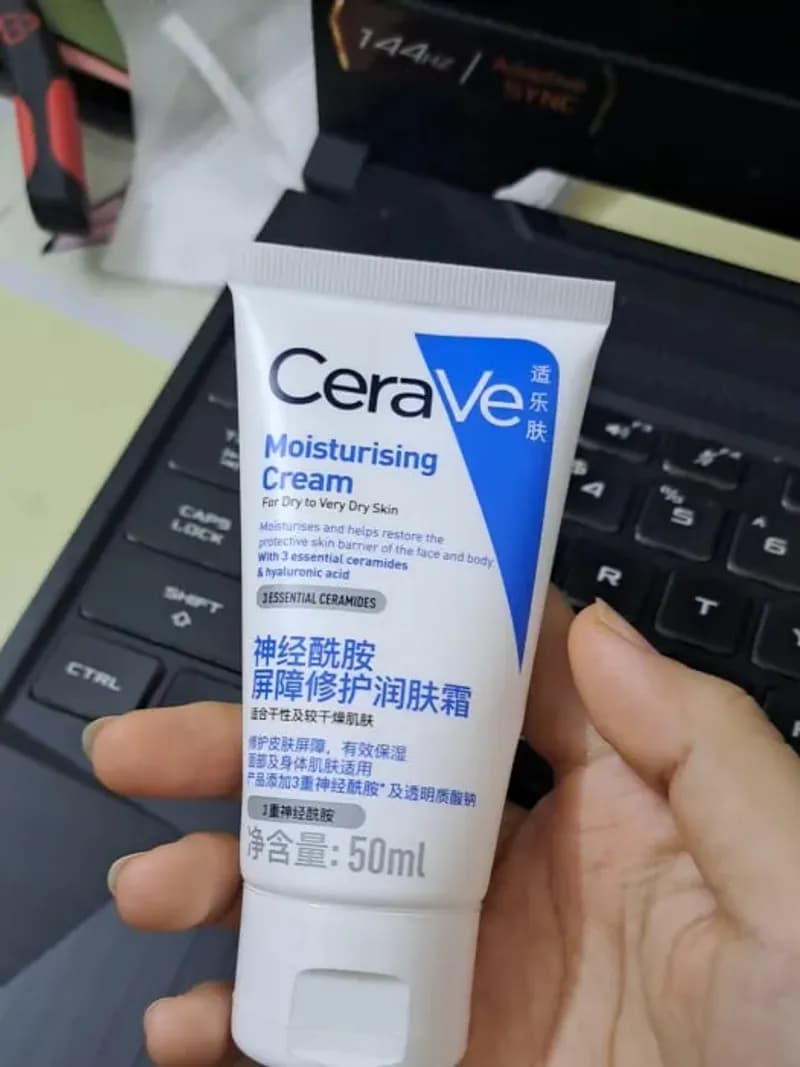 144Hz / Adaptive
SYNC
CeraVe
适乐肤
Moisturising
Cream
For Dry to Very Dry Skin
Moisturises and helps restore the
protective skin barrier of the face and body
With 3 essential ceramides
& hyaluronic acid
3 ESSENTIAL CERAMIDES
神经酰胺
屏障修护润肤霜
适合干性及较干燥肌肤
修护皮肤屏障，有效保湿
面部及身体肌肤适用
产品添加3重神经酰胺* 及透明质酸钠
3重神经酰胺
净含量: 50ml
$
4
%
5
^
6
R
T
CAPS
LOCK
SHIFT
CTRL